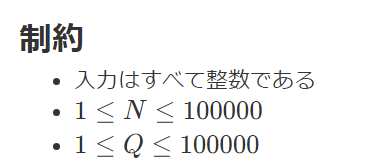 制約
• 入力はすべて整数である
• 1 ≤ N ≤ 100000
• 1 ≤ Q ≤ 100000